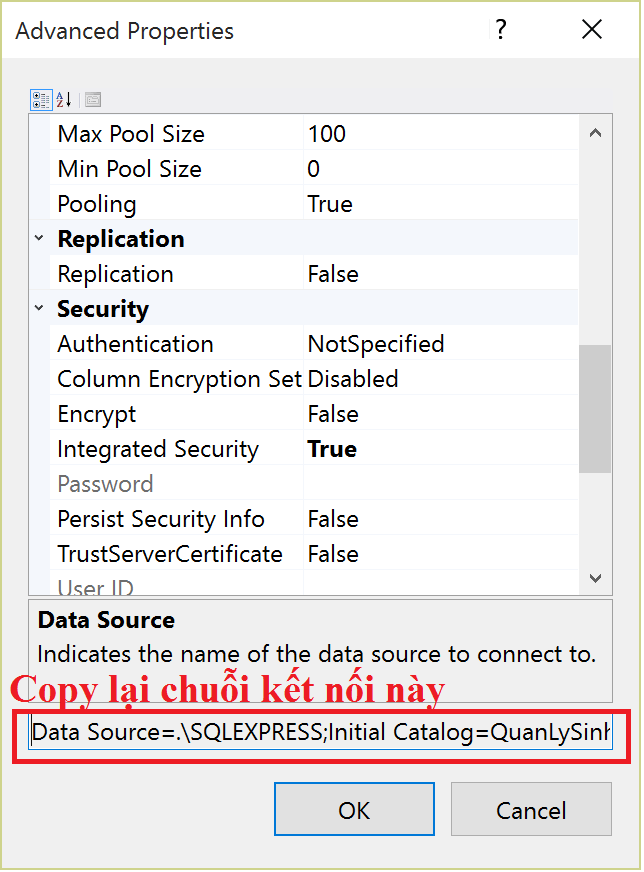 Advanced Properties ?
Max Pool Size 100
Min Pool Size 0
Pooling True
Replication
Replication False
Security
Authentication NotSpecified
Column Encryption Set Disabled
Encrypt False
Integrated Security True
Password
Persist Security Info False
TrustServerCertificate False
User ID
Data Source
Indicates the name of the data source to connect to.
Copy lại chuỗi kết nối này
Data Source=.\SQLEXPRESS;Initial Catalog=QuanLySinh
OK Cancel